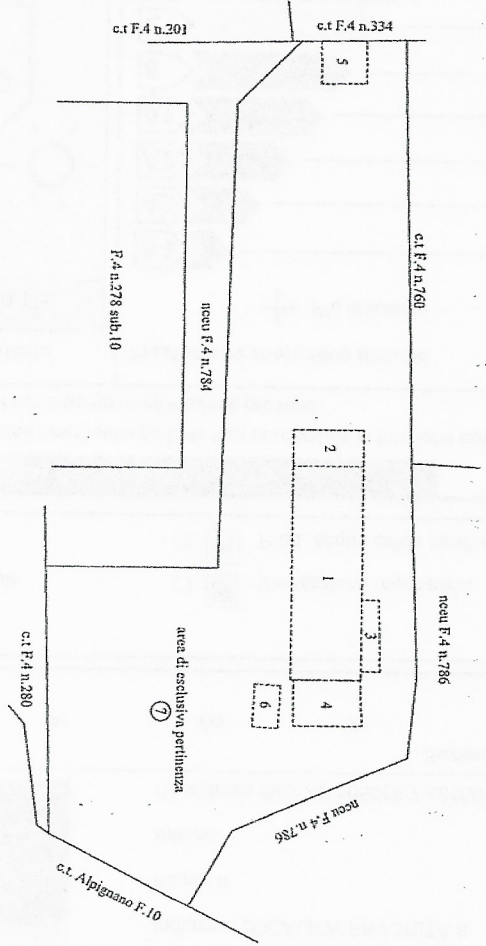 c.t F.4 n.201
c.t F.4 n.334
5
c.t F.4 n.760
F.4 n.278 sub.10
nceu F.4 n.784
2
1
3
nceu F.4 n.786
4
6
area di esclusiva pertinenza
7
c.t F.4 n.280
nceu F.4 n.786
c.t. Alpignano F.10